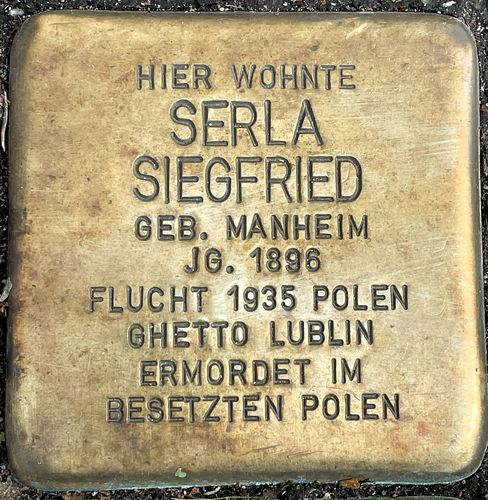 HIER WOHNTE
SERLA
SIEGFRIED
GEB. MANHEIM
JG. 1896
FLUCHT 1935 POLEN
GHETTO LUBLIN
ERMORDET IM
BESETZTEN POLEN